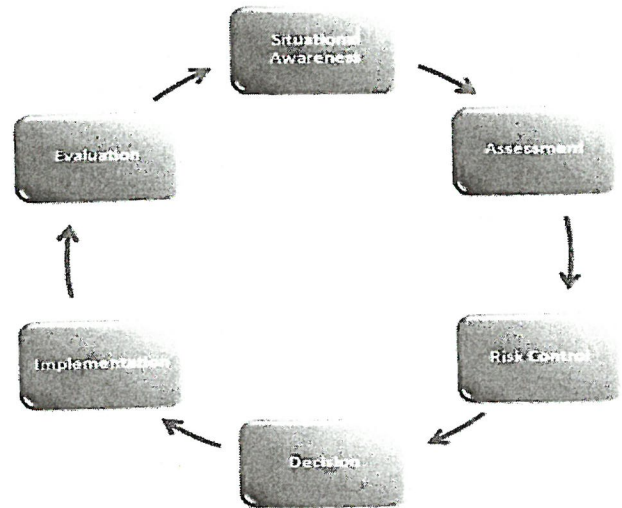 Situational
Awareness
Assessment
Risk Control
Decision
Implementation
Evaluation